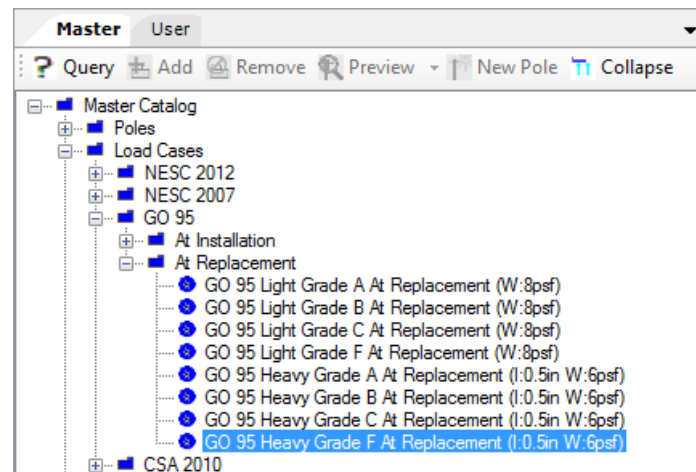 Master User
? Query Add Remove Preview New Pole Collapse
Master Catalog
Poles
Load Cases
NESC 2012
NESC 2007
GO 95
At Installation
At Replacement
GO 95 Light Grade A At Replacement (W:8psf)
GO 95 Light Grade B At Replacement (W:8psf)
GO 95 Light Grade C At Replacement (W:8psf)
GO 95 Light Grade F At Replacement (W:8psf)
GO 95 Heavy Grade A At Replacement (I:0.5in W:6psf)
GO 95 Heavy Grade B At Replacement (I:0.5in W:6psf)
GO 95 Heavy Grade C At Replacement (I:0.5in W:6psf)
GO 95 Heavy Grade F At Replacement (I:0.5in W:6psf)
CSA 2010